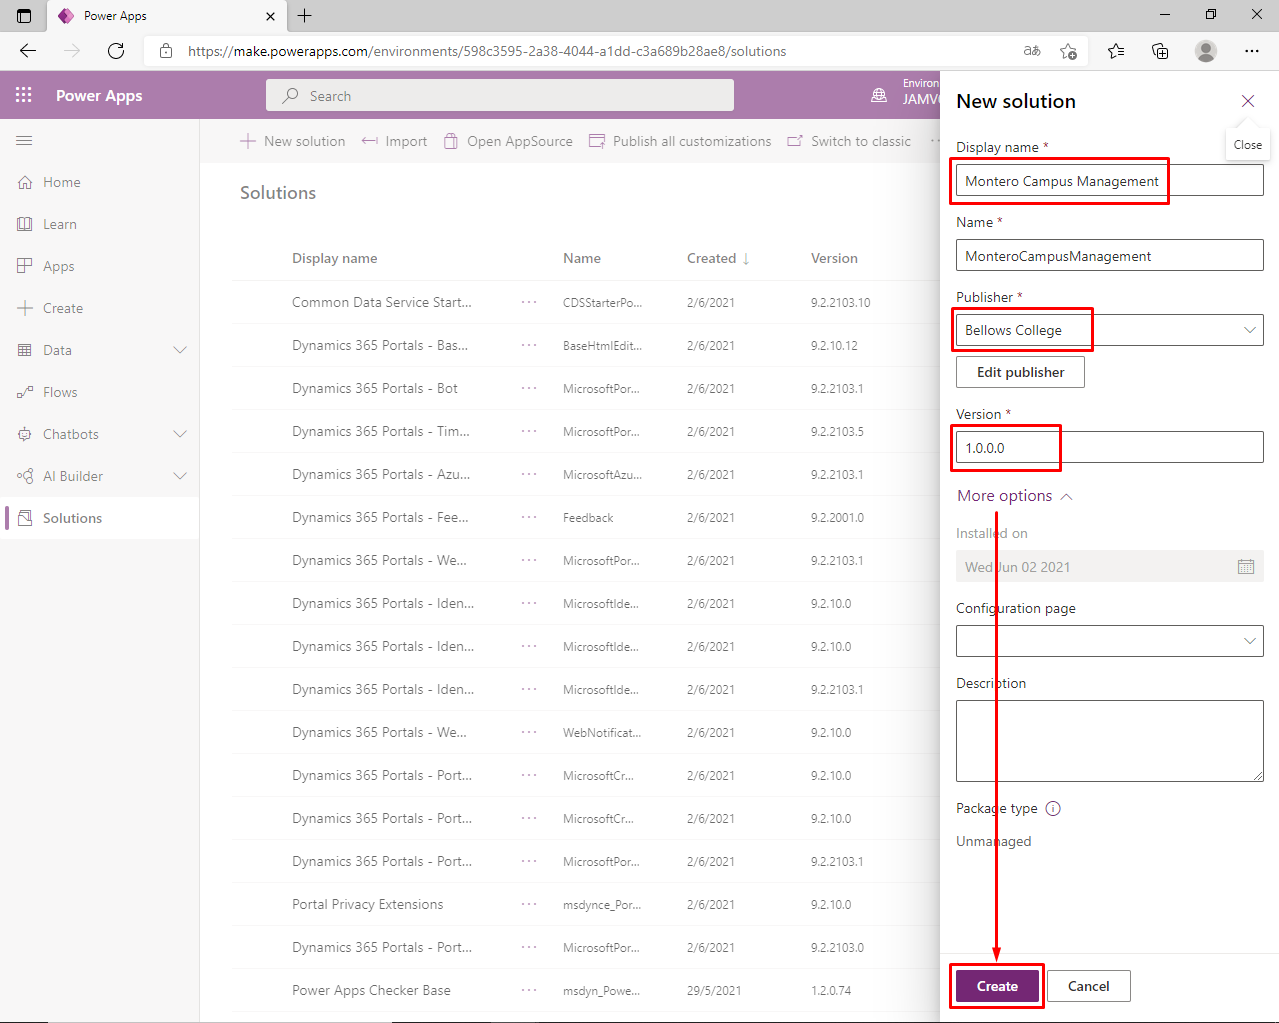 Power Apps
https://make.powerapps.com/environments/598c3595-2a38-4044-a1dd-c3a689b28ae8/solutions
aあ
Power Apps
Search
Environ
JAMV
New solution
Import
Open AppSource
Publish all customizations
Switch to classic
Home
Learn
Apps
Create
Data
Flows
Chatbots
AI Builder
Solutions
Solutions
Display name Name Created ↓ Version
Common Data Service Start... ··· CDSStarterPo... 2/6/2021 9.2.2103.10
Dynamics 365 Portals - Bas... ··· BaseHtmlEdit... 2/6/2021 9.2.10.12
Dynamics 365 Portals - Bot ··· MicrosoftPor... 2/6/2021 9.2.2103.1
Dynamics 365 Portals - Tim... ··· MicrosoftPor... 2/6/2021 9.2.2103.5
Dynamics 365 Portals - Azu... ··· MicrosoftAzu... 2/6/2021 9.2.2103.1
Dynamics 365 Portals - Fee... ··· Feedback 2/6/2021 9.2.2001.0
Dynamics 365 Portals - We... ··· MicrosoftPor... 2/6/2021 9.2.2103.1
Dynamics 365 Portals - Iden... ··· MicrosoftIde... 2/6/2021 9.2.10.0
Dynamics 365 Portals - Iden... ··· MicrosoftIde... 2/6/2021 9.2.10.0
Dynamics 365 Portals - Iden... ··· MicrosoftIde... 2/6/2021 9.2.2103.1
Dynamics 365 Portals - We... ··· WebNotificat... 2/6/2021 9.2.10.0
Dynamics 365 Portals - Port... ··· MicrosoftCr... 2/6/2021 9.2.10.0
Dynamics 365 Portals - Port... ··· MicrosoftCr... 2/6/2021 9.2.10.0
Dynamics 365 Portals - Port... ··· MicrosoftPor... 2/6/2021 9.2.2103.1
Portal Privacy Extensions ··· msdynce_Por... 2/6/2021 9.2.10.0
Dynamics 365 Portals - Port... ··· MicrosoftPor... 2/6/2021 9.2.2103.0
Power Apps Checker Base ··· msdyn_Powe... 29/5/2021 1.2.0.74
New solution
Close
Display name *
Montero Campus Management
Name *
MonteroCampusManagement
Publisher *
Bellows College
Edit publisher
Version *
1.0.0.0
More options
Installed on
Wed Jun 02 2021
Configuration page
Description
Package type
Unmanaged
Create
Cancel